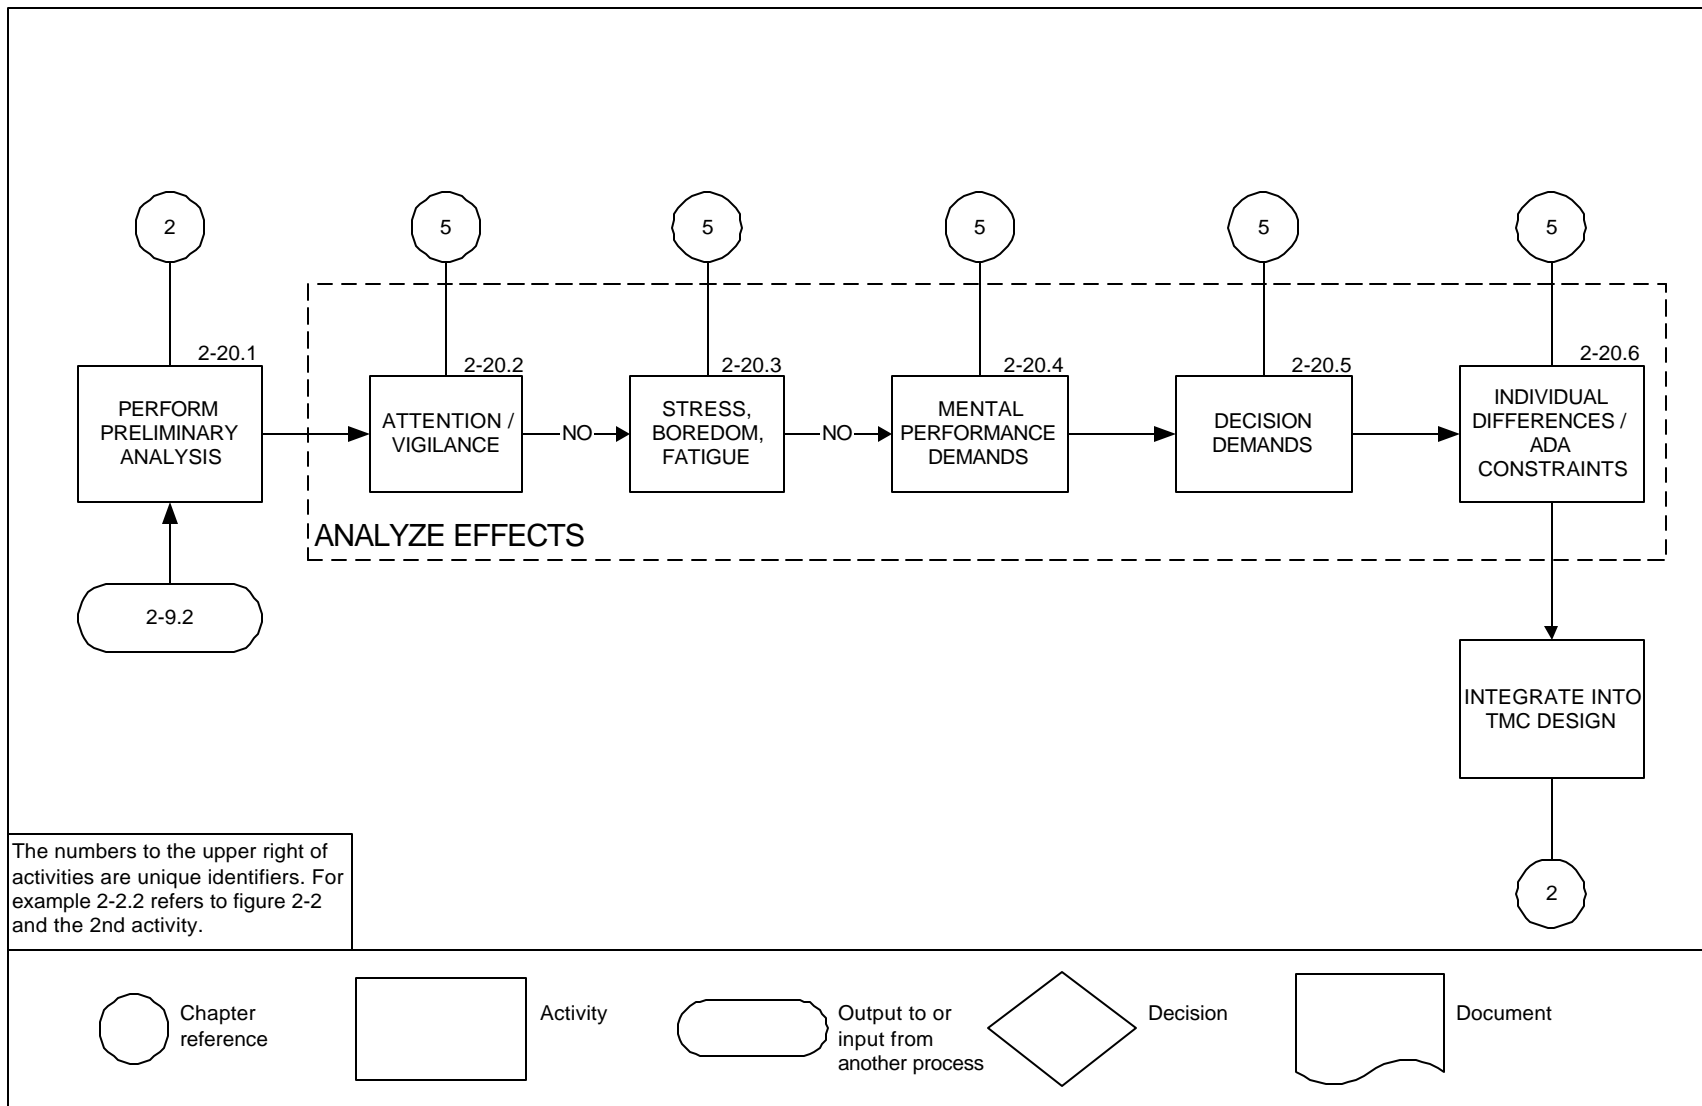 2
5
5
5
5
5
2-20.1
2-20.2
2-20.3
2-20.4
2-20.5
2-20.6
PERFORM
PRELIMINARY
ANALYSIS
ATTENTION /
VIGILANCE
NO
STRESS,
BOREDOM,
FATIGUE
NO
MENTAL
PERFORMANCE
DEMANDS
DECISION
DEMANDS
INDIVIDUAL
DIFFERENCES /
ADA
CONSTRAINTS
ANALYZE EFFECTS
2-9.2
INTEGRATE INTO
TMC DESIGN
2
The numbers to the upper right of
activities are unique identifiers. For
example 2-2.2 refers to figure 2-2
and the 2nd activity.
Chapter
reference
Activity
Output to or
input from
another process
Decision
Document